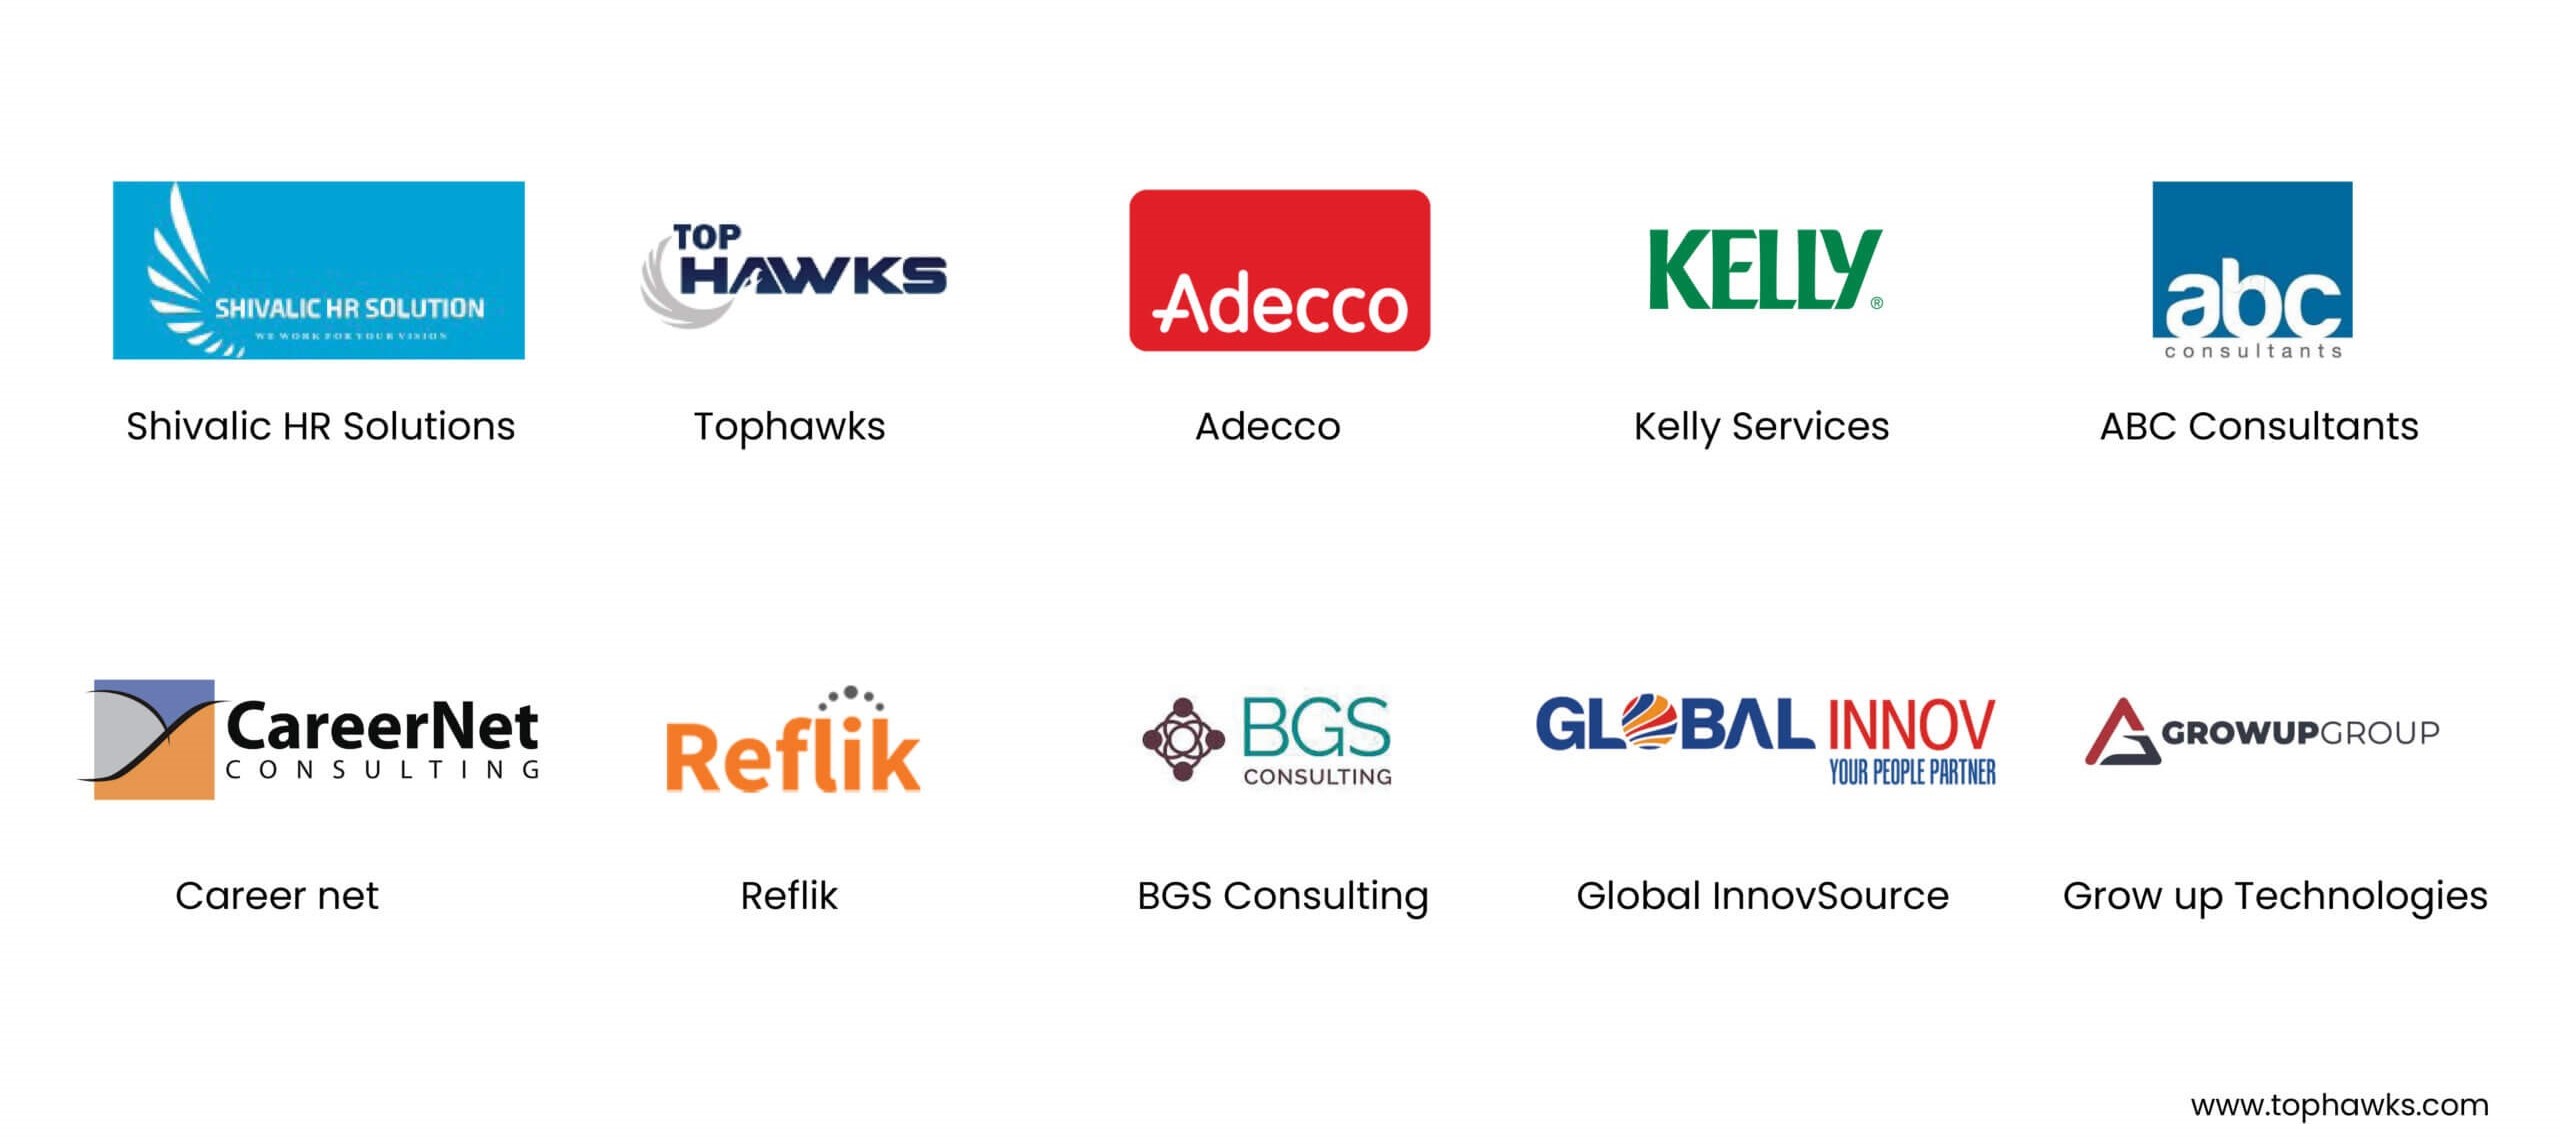 SHIVALIC HR SOLUTION
WE WORK FOR YOUR VISION
TOP
HAWKS
Adecco
KELLY®
abc
consultants
Shivalic HR Solutions
Tophawks
Adecco
Kelly Services
ABC Consultants
CareerNet
CONSULTING
Reflik
BGS
CONSULTING
GLOBAL INNOV
YOUR PEOPLE PARTNER
GROWUPGROUP
Career net
Reflik
BGS Consulting
Global InnovSource
Grow up Technologies
www.tophawks.com